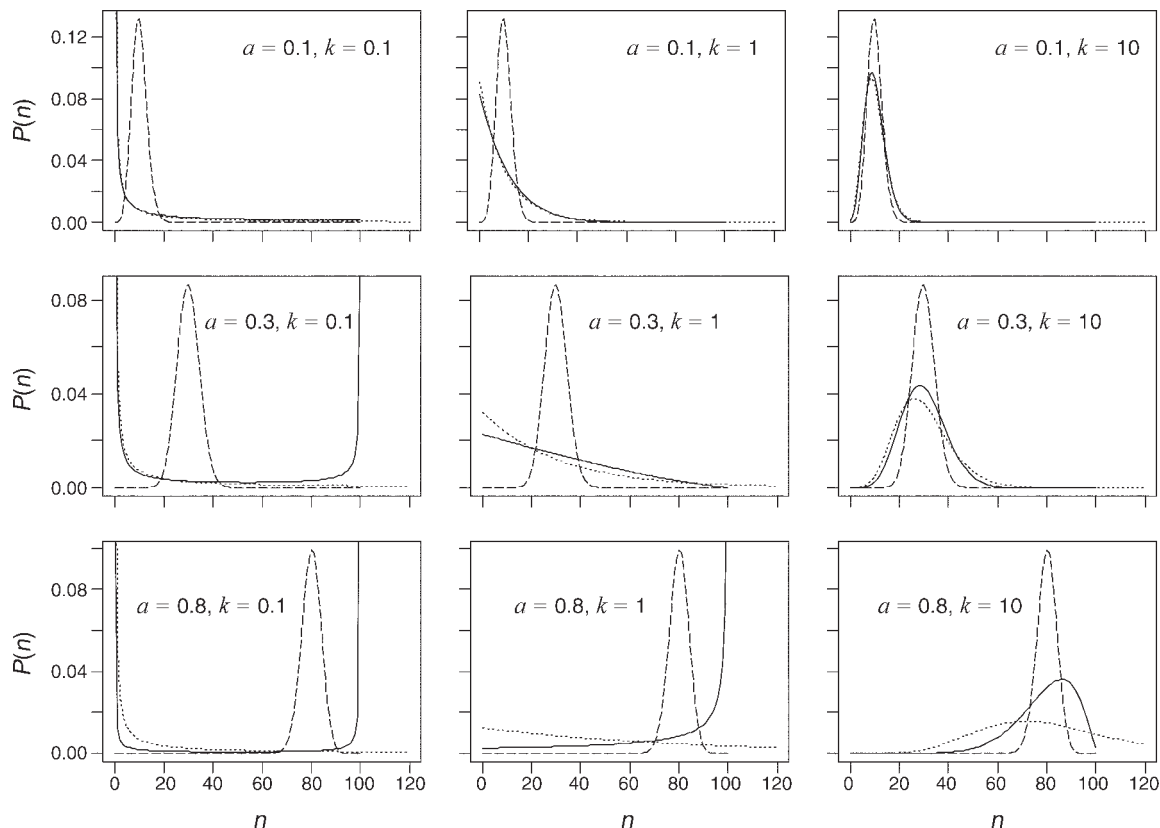 0.12
0.08
0.04
0.00
P(n)
a = 0.1, k = 0.1
a = 0.1, k = 1
a = 0.1, k = 10
0.08
0.04
0.00
P(n)
a = 0.3, k = 0.1
a = 0.3, k = 1
a = 0.3, k = 10
0.08
0.04
0.00
P(n)
a = 0.8, k = 0.1
a = 0.8, k = 1
a = 0.8, k = 10
0 20 40 60 80 100 120
0 20 40 60 80 100 120
0 20 40 60 80 100 120
n
n
n